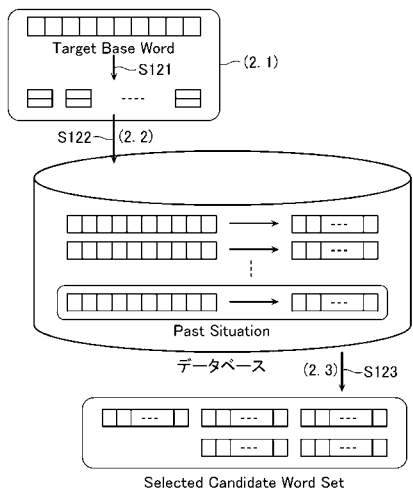 Target Base Word
S121
(2.1)
S122 (2.2)
Past Situation
データベース
(2.3) S123
Selected Candidate Word Set